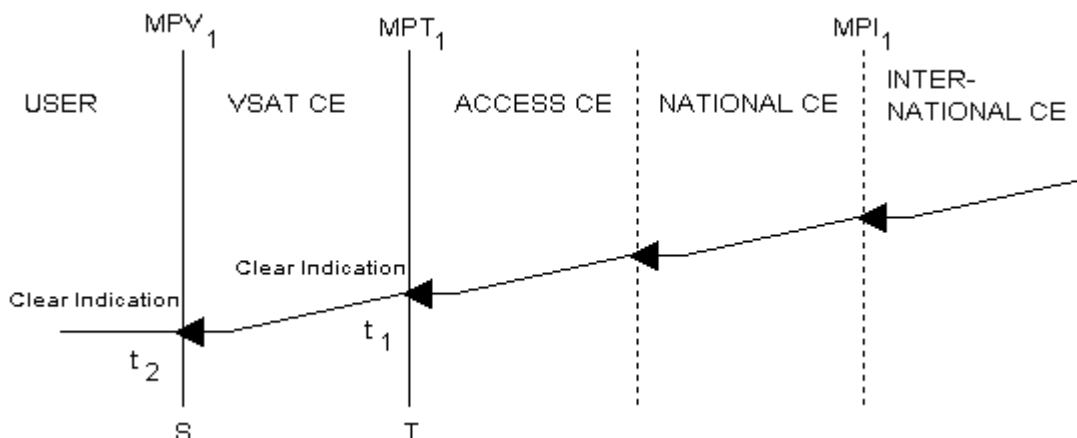 MPV1
MPT1
MPI1
USER
VSAT CE
ACCESS CE
NATIONAL CE
INTER-
NATIONAL CE
Clear Indication
Clear Indication
t1
t2
S
T